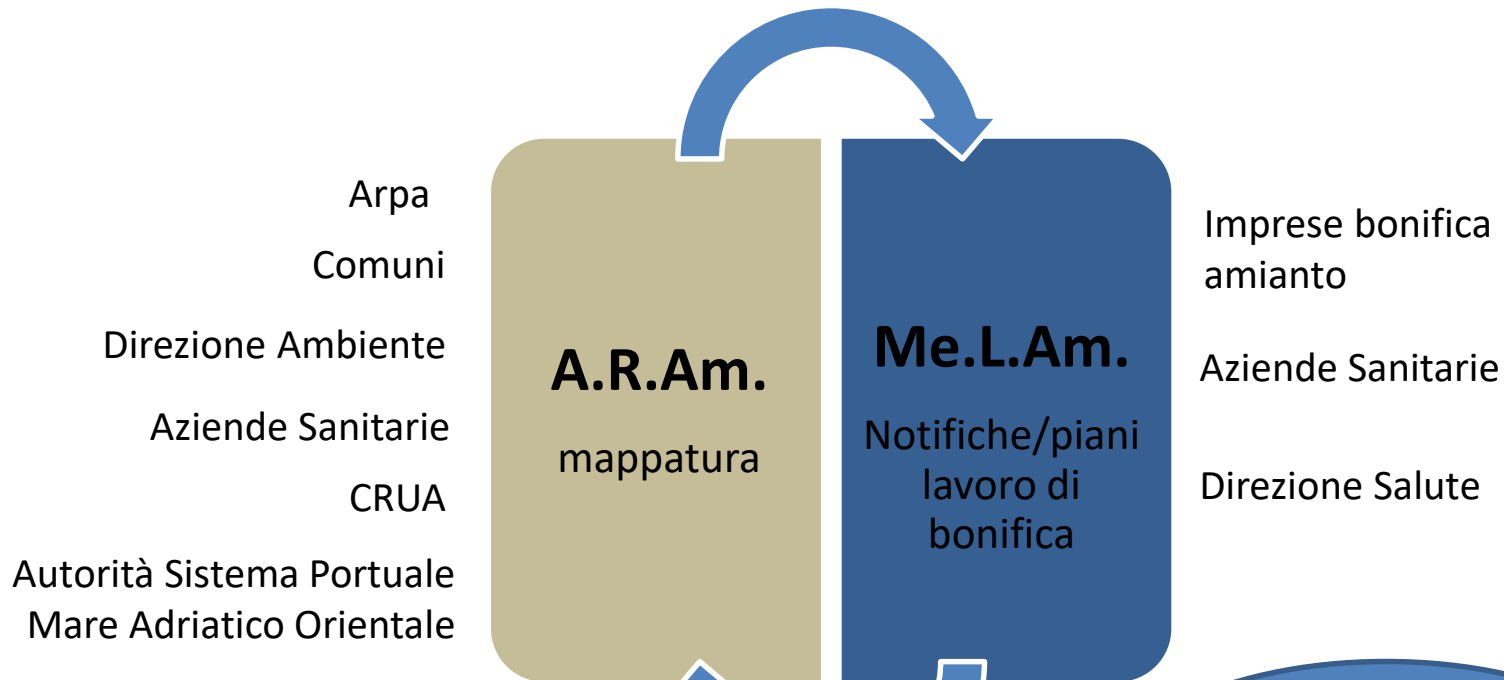 Arpa
Comuni
Direzione Ambiente
Aziende Sanitarie
CRUA
Autorità Sistema Portuale
Mare Adriatico Orientale
A.R.Am.
mappatura
Me.L.Am.
Notifiche/piani
lavoro di
bonifica
Imprese bonifica
amianto
Aziende Sanitarie
Direzione Salute